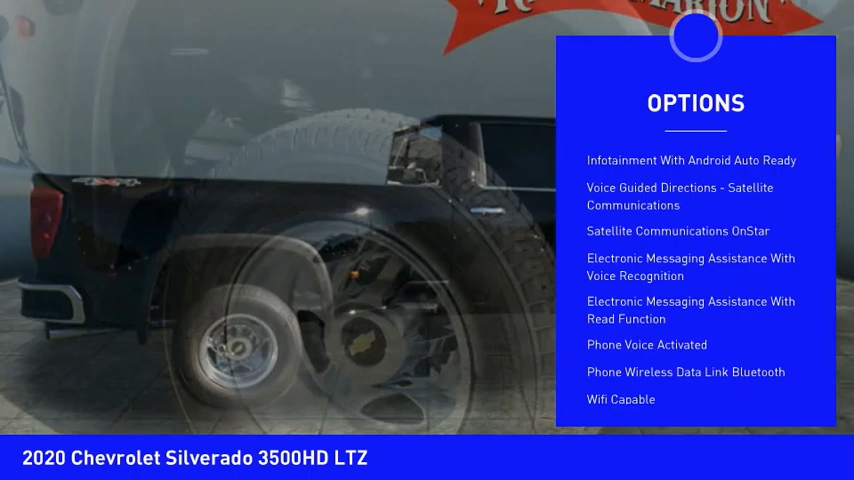 MARION
OPTIONS
Infotainment With Android Auto Ready
Voice Guided Directions - Satellite
Communications
Satellite Communications OnStar
Electronic Messaging Assistance With
Voice Recognition
Electronic Messaging Assistance With
Read Function
Phone Voice Activated
Phone Wireless Data Link Bluetooth
Wifi Capable
4X4
2020 Chevrolet Silverado 3500HD LTZ